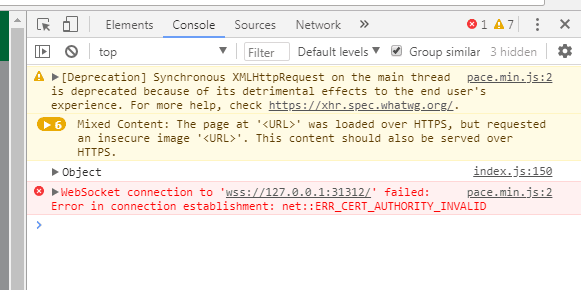 Elements Console Sources Network » 1 7
top Filter Default levels Group similar 3 hidden
[Deprecation] Synchronous XMLHttpRequest on the main thread pace.min.js:2
is deprecated because of its detrimental effects to the end user's
experience. For more help, check https://xhr.spec.whatwg.org/.
6 Mixed Content: The page at '<URL>' was loaded over HTTPS, but requested
an insecure image '<URL>'. This content should also be served over
HTTPS.
Object index.js:150
WebSocket connection to 'wss://127.0.0.1:31312/' failed: pace.min.js:2
Error in connection establishment: net::ERR_CERT_AUTHORITY_INVALID